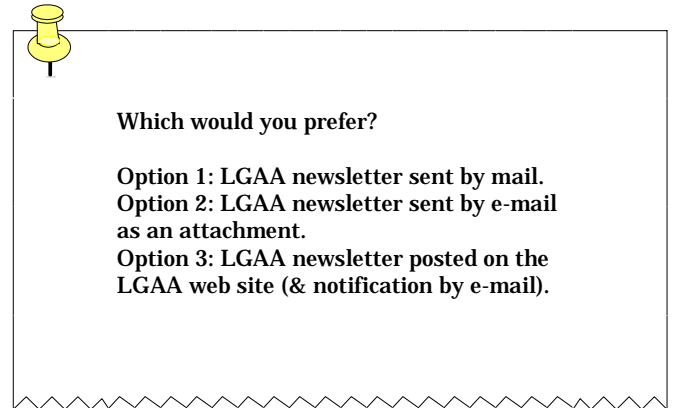 Which would you prefer?
Option 1: LGAA newsletter sent by mail.
Option 2: LGAA newsletter sent by e-mail
as an attachment.
Option 3: LGAA newsletter posted on the
LGAA web site (& notification by e-mail).